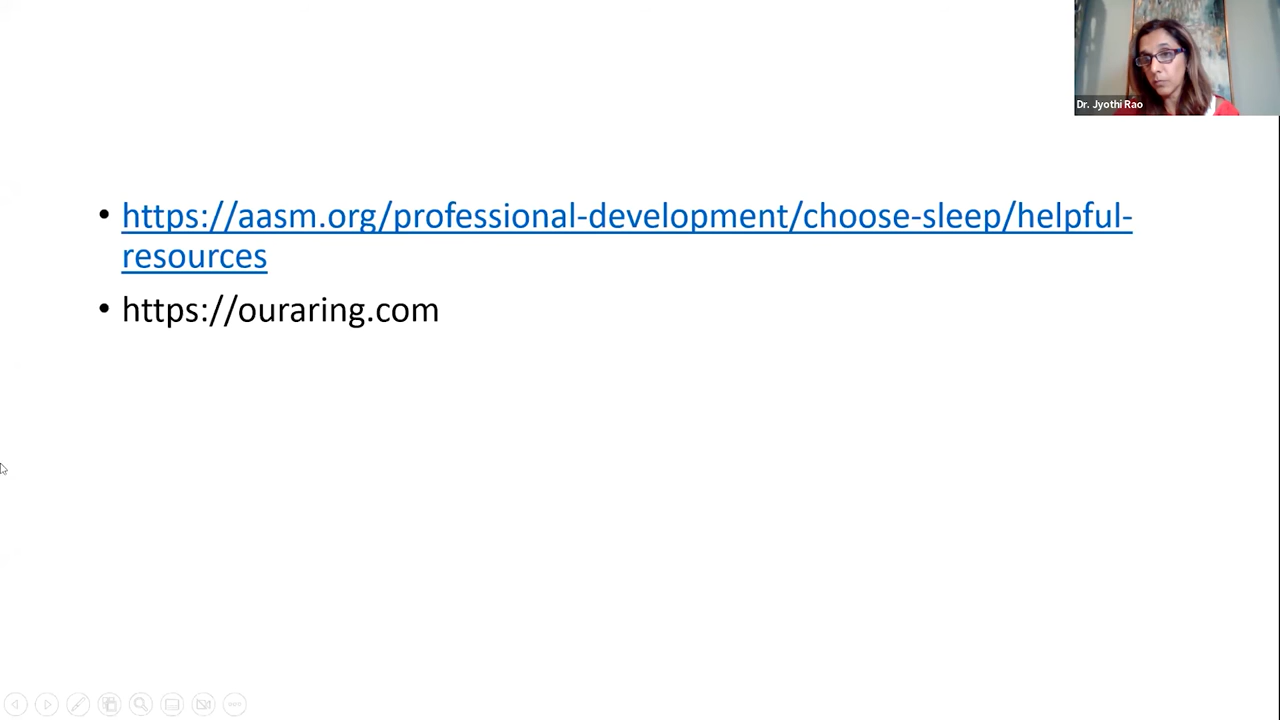 Dr. Jyothi Rao
• https://aasm.org/professional-development/choose-sleep/helpful-
resources
• https://ouraring.com